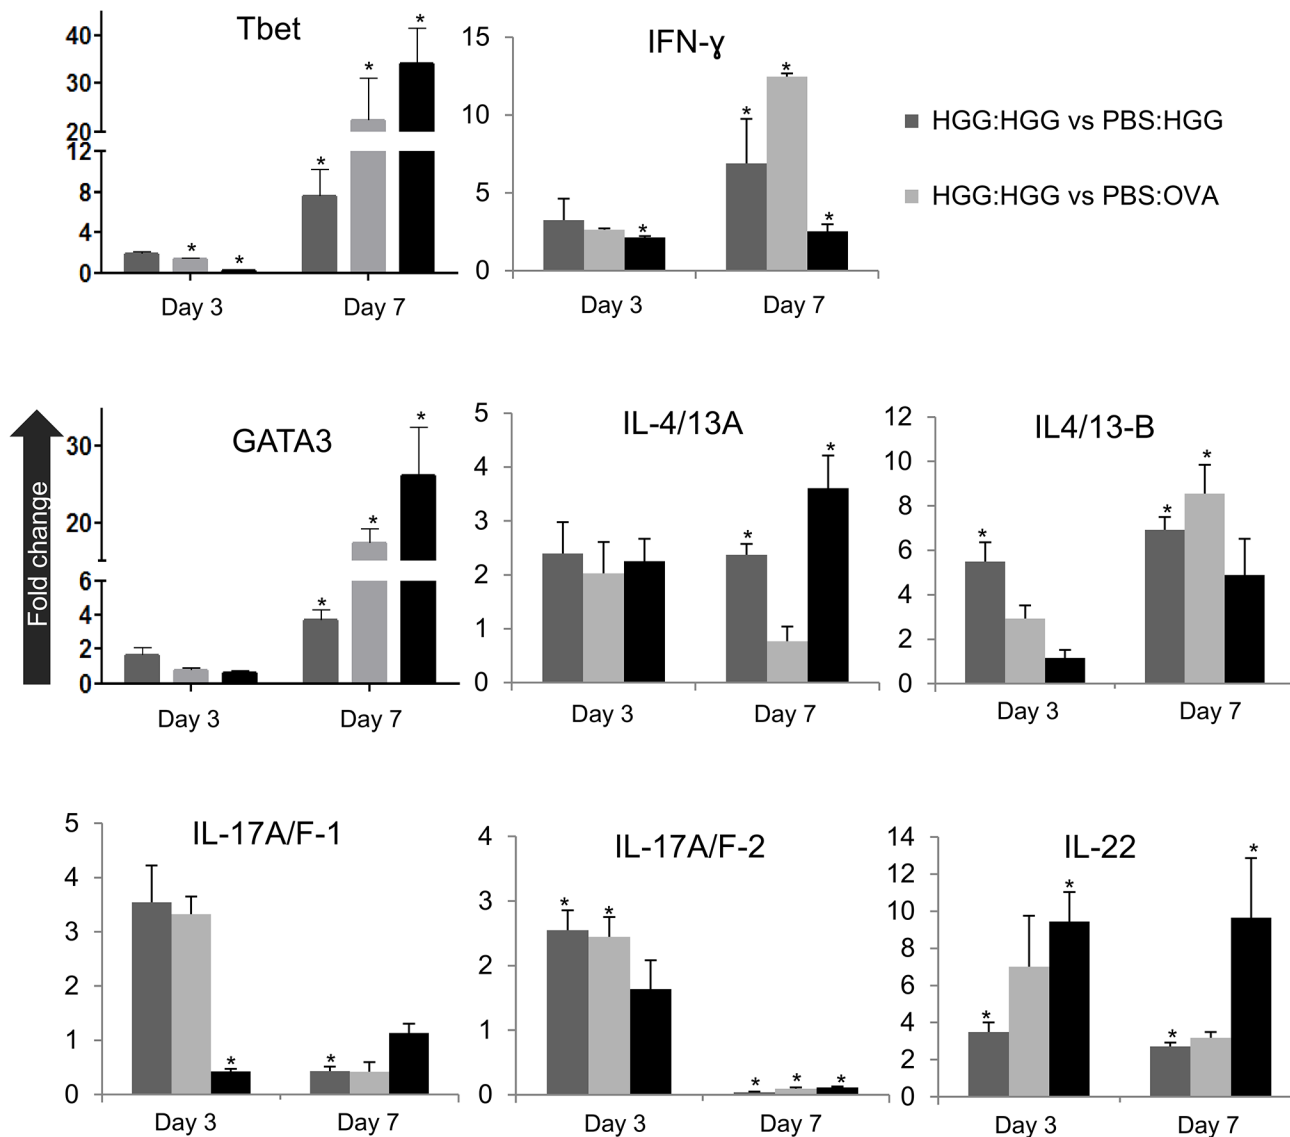 Tbet
40
30
20
12
8
4
0
* * * * * *
Day 3 Day 7
IFN-ɣ
15
10
5
0
* * * *
Day 3 Day 7
HGG:HGG vs PBS:HGG
HGG:HGG vs PBS:OVA
Fold change
GATA3
30
20
6
4
2
0
* * *
Day 3 Day 7
IL-4/13A
5
4
3
2
1
0
* *
Day 3 Day 7
IL4/13-B
12
10
8
6
4
2
0
* * *
Day 3 Day 7
IL-17A/F-1
5
4
3
2
1
0
* *
Day 3 Day 7
IL-17A/F-2
4
3
2
1
0
* * * * *
Day 3 Day 7
IL-22
14
12
10
8
6
4
2
0
* * * *
Day 3 Day 7